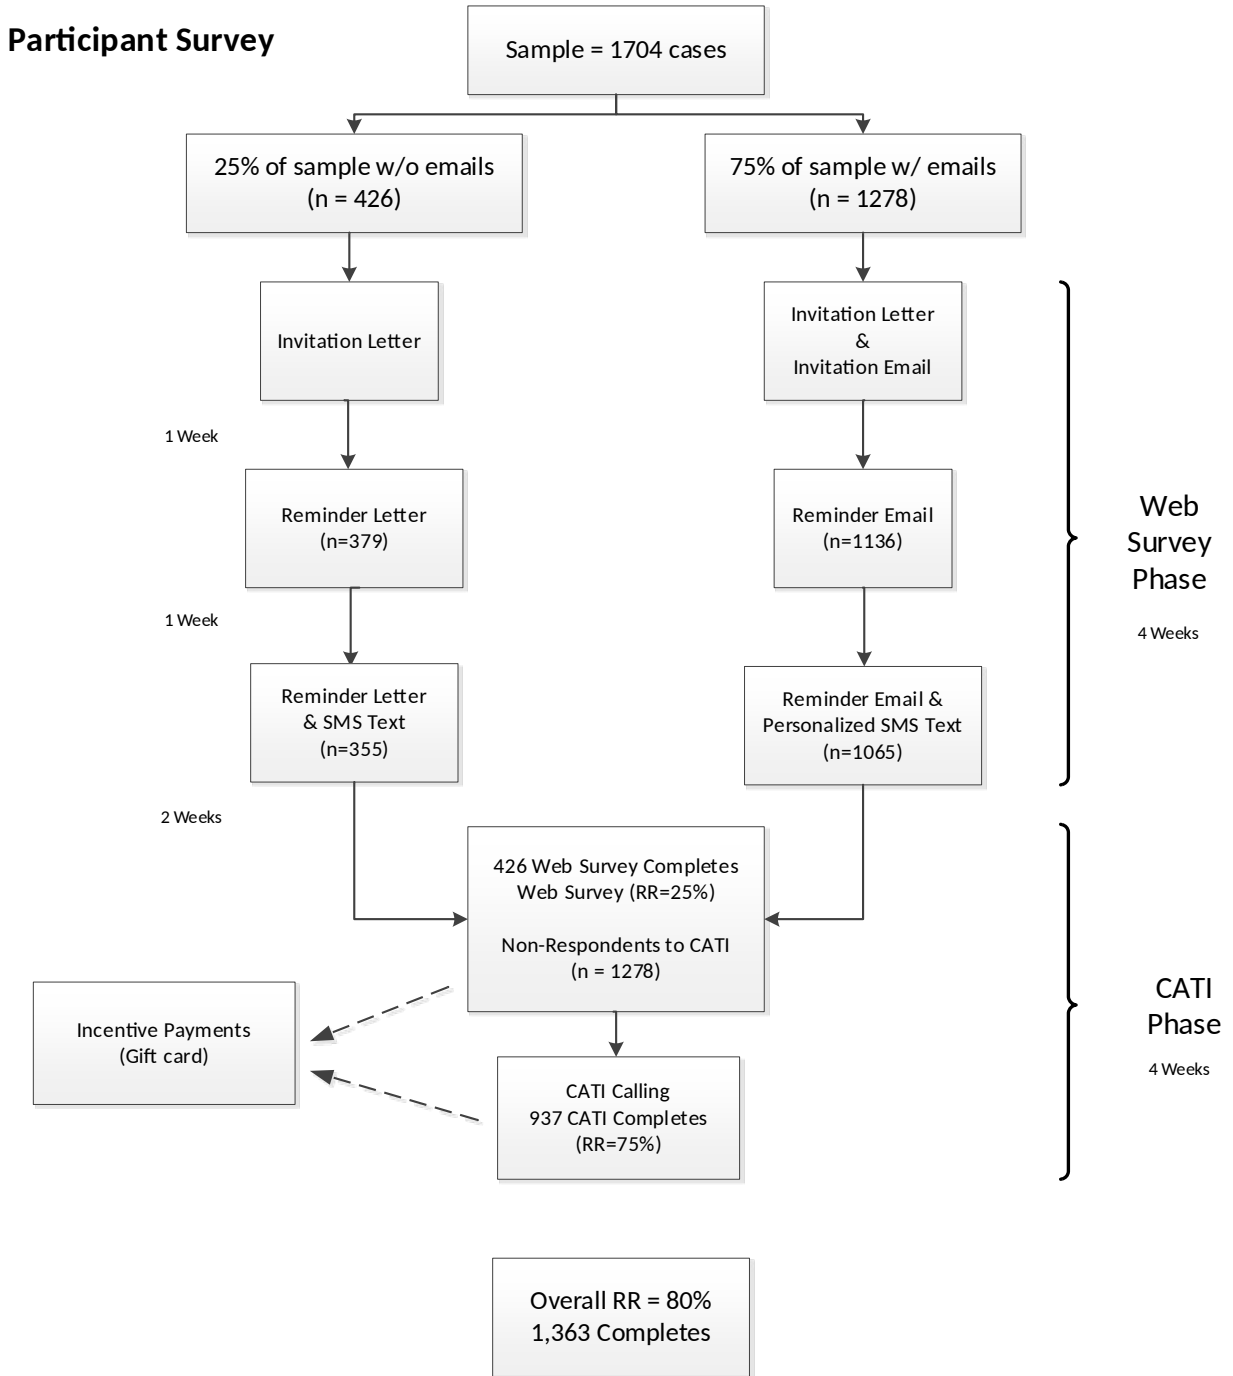 Participant Survey
Sample = 1704 cases
25% of sample w/o emails
(n = 426)
75% of sample w/ emails
(n = 1278)
Invitation Letter
Invitation Letter
&
Invitation Email
1 Week
Reminder Letter
(n=379)
Reminder Email
(n=1136)
Web
Survey
Phase
4 Weeks
1 Week
Reminder Letter
& SMS Text
(n=355)
Reminder Email &
Personalized SMS Text
(n=1065)
2 Weeks
426 Web Survey Completes
Web Survey (RR=25%)
Non-Respondents to CATI
(n = 1278)
Incentive Payments
(Gift card)
CATI
Phase
4 Weeks
CATI Calling
937 CATI Completes
(RR=75%)
Overall RR = 80%
1,363 Completes